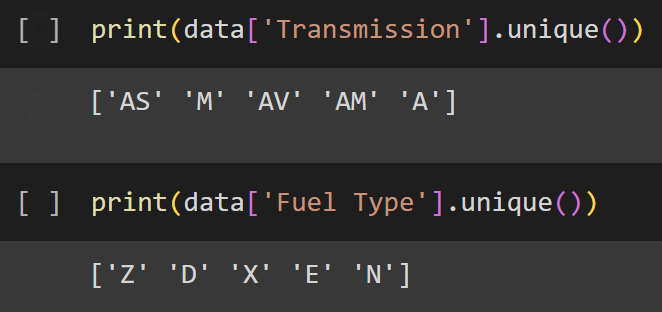 [ ] print(data['Transmission'].unique())
['AS' 'M' 'AV' 'AM' 'A']
[ ] print(data['Fuel Type'].unique())
['Z' 'D' 'X' 'E' 'N']